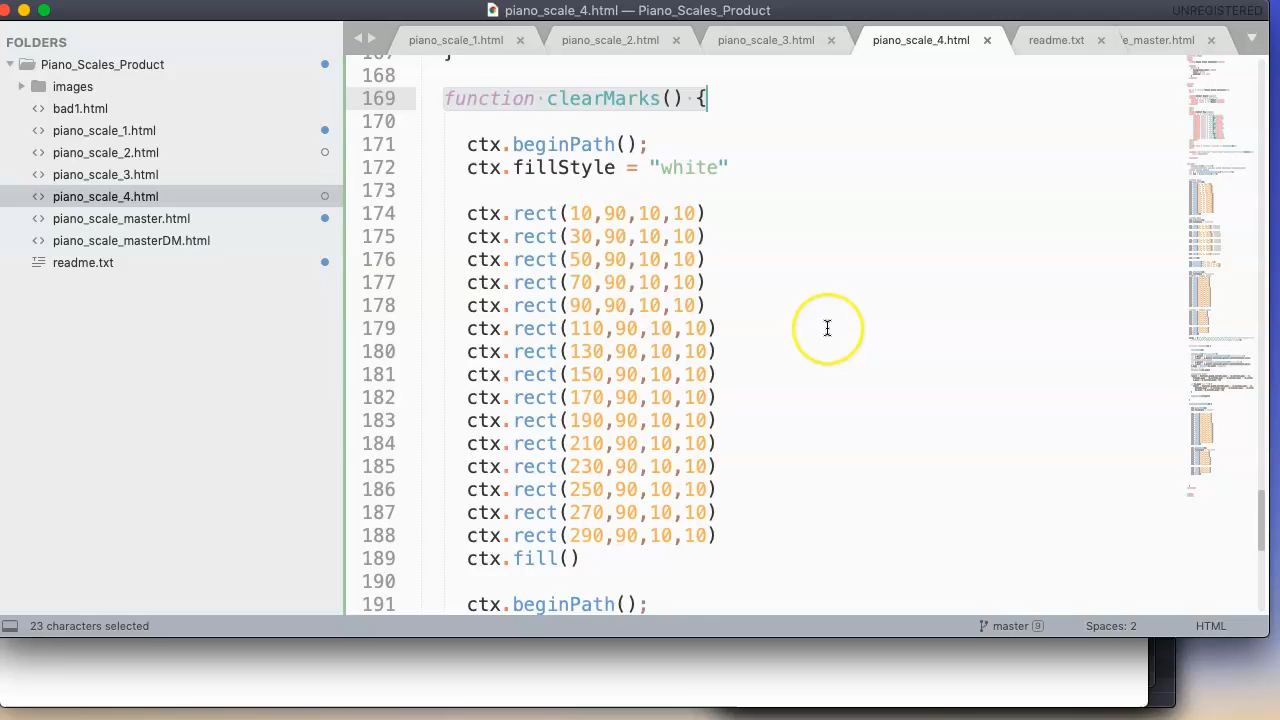 piano_scale_4.html — Piano_Scales_Product
UNREGISTERED
FOLDERS
Piano_Scales_Product
images
bad1.html
piano_scale_1.html
piano_scale_2.html
piano_scale_3.html
piano_scale_4.html
piano_scale_master.html
piano_scale_masterDM.html
readme.txt
piano_scale_1.html
piano_scale_2.html
piano_scale_3.html
piano_scale_4.html
readme.txt
e_master.html
167 }
168
169 function clearMarks() {
170
171 ctx.beginPath();
172 ctx.fillStyle = "white"
173
174 ctx.rect(10,90,10,10)
175 ctx.rect(30,90,10,10)
176 ctx.rect(50,90,10,10)
177 ctx.rect(70,90,10,10)
178 ctx.rect(90,90,10,10)
179 ctx.rect(110,90,10,10)
180 ctx.rect(130,90,10,10)
181 ctx.rect(150,90,10,10)
182 ctx.rect(170,90,10,10)
183 ctx.rect(190,90,10,10)
184 ctx.rect(210,90,10,10)
185 ctx.rect(230,90,10,10)
186 ctx.rect(250,90,10,10)
187 ctx.rect(270,90,10,10)
188 ctx.rect(290,90,10,10)
189 ctx.fill()
190
191 ctx.beginPath();
23 characters selected
master 9
Spaces: 2
HTML